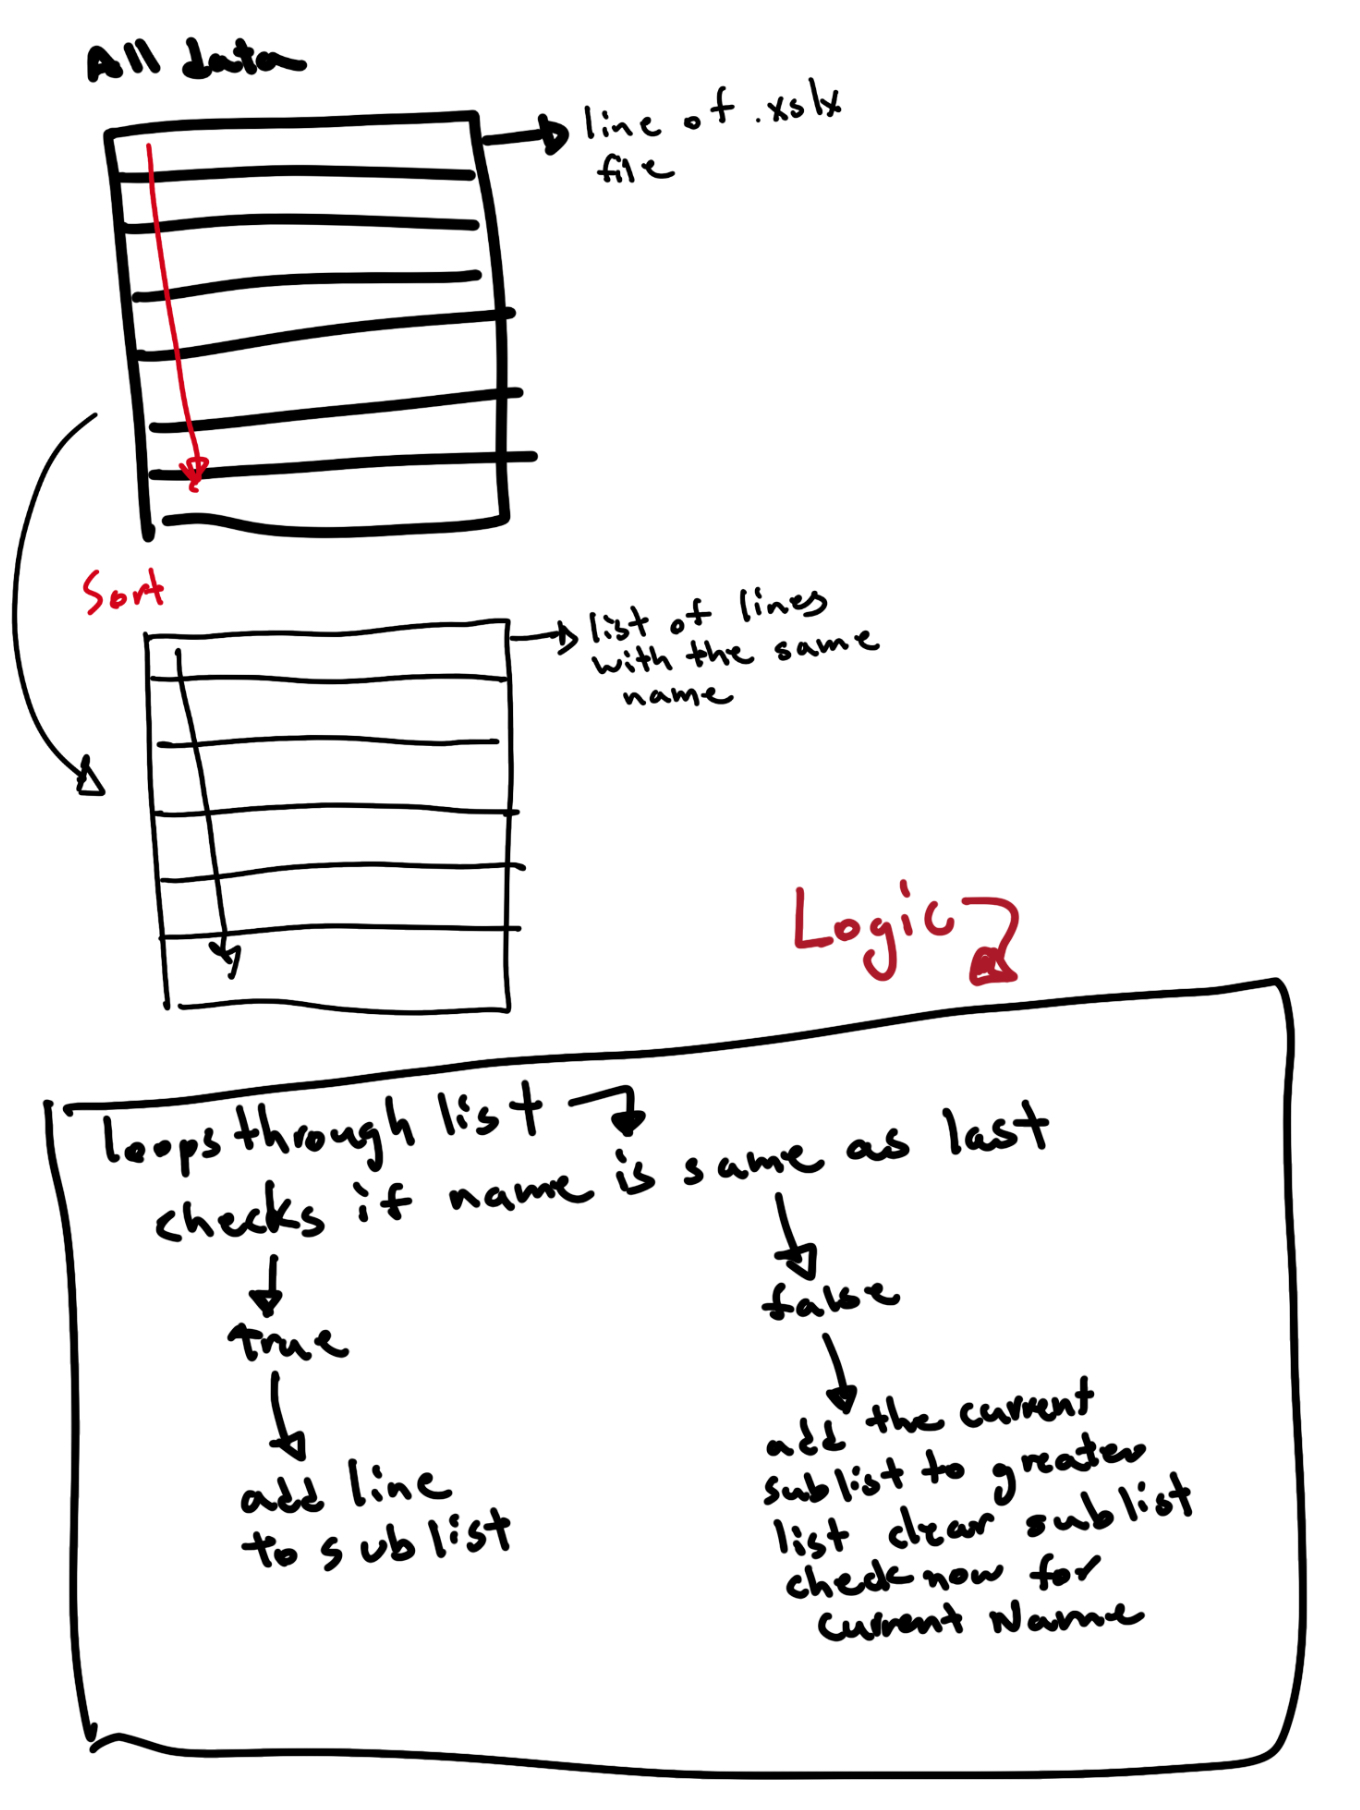 All data
line of .xslx
file
Sort
list of lines
with the same
name
Logic
loops through list
checks if name is same as last
true
false
add line
to sublist
add the current
sublist to greater
list clear sublist
check now for
current Name